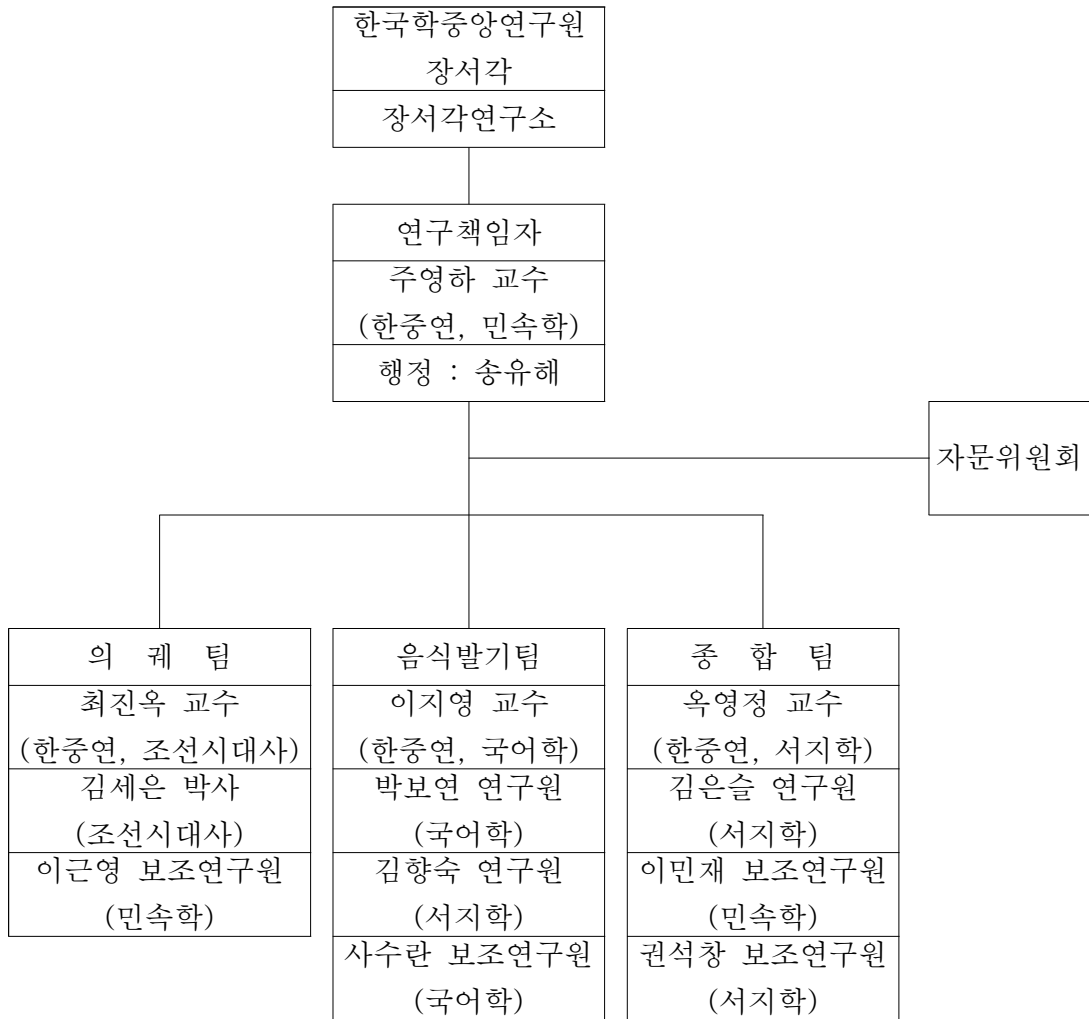 한국학중앙연구원
장서각
장서각연구소
연구책임자
주영하 교수
(한중연, 민속학)
행정 : 송유해
자문위원회
의 궤 팀
최진옥 교수
(한중연, 조선시대사)
김세은 박사
(조선시대사)
이근영 보조연구원
(민속학)
음식발기팀
이지영 교수
(한중연, 국어학)
박보연 연구원
(국어학)
김향숙 연구원
(서지학)
사수란 보조연구원
(국어학)
종 합 팀
옥영정 교수
(한중연, 서지학)
김은슬 연구원
(서지학)
이민재 보조연구원
(민속학)
권석창 보조연구원
(서지학)